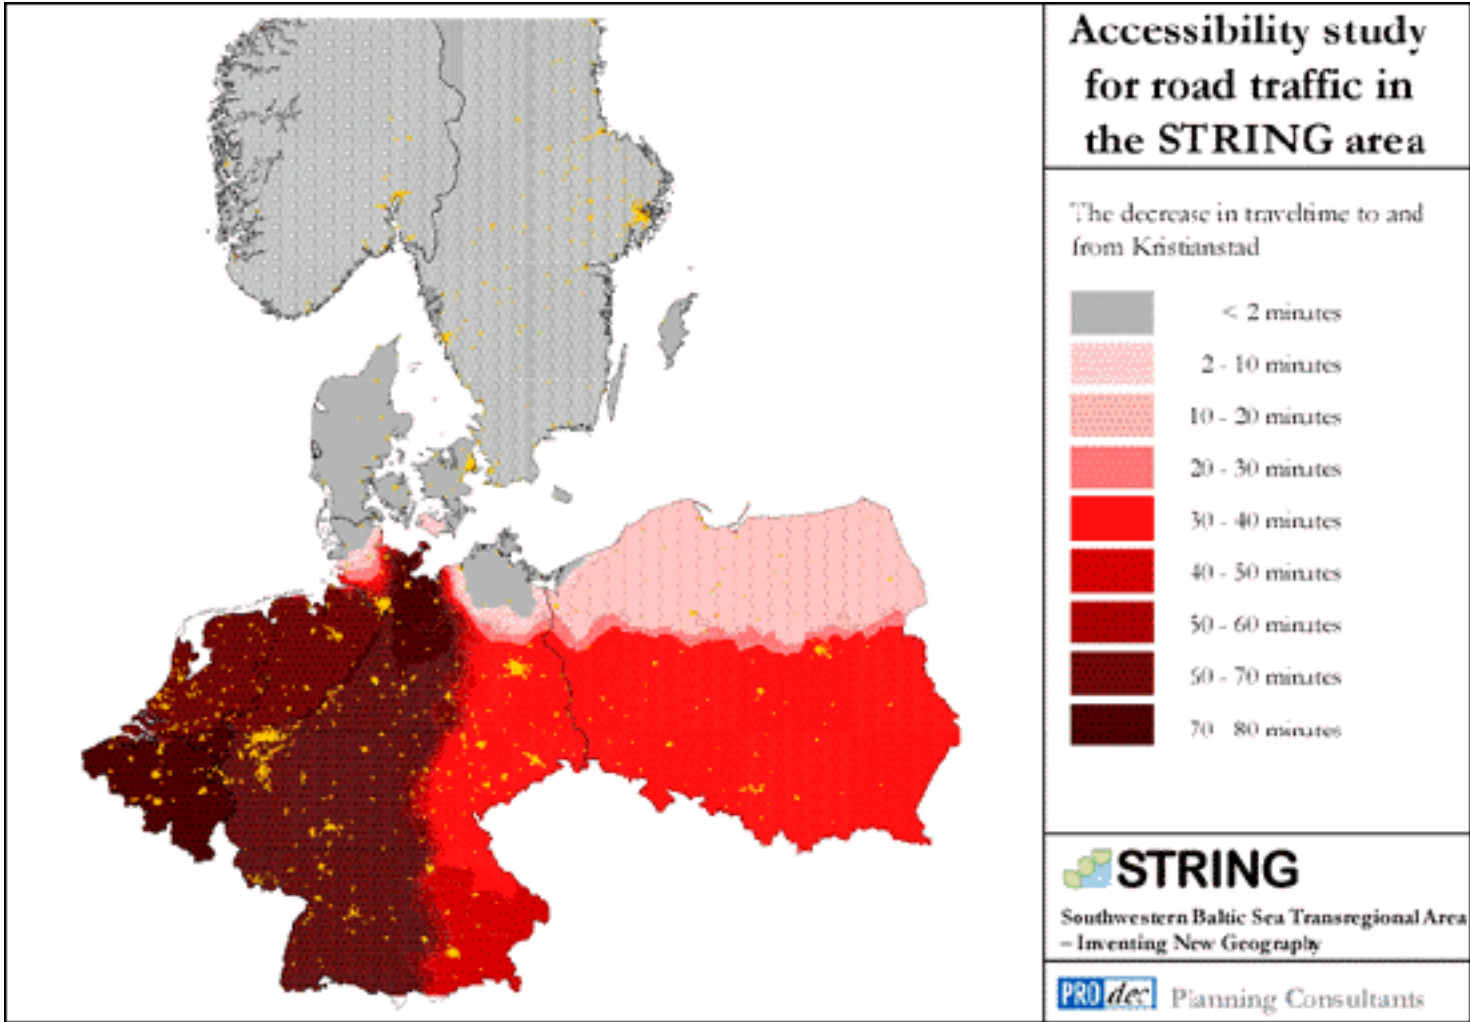 Accessibility study
for road traffic in
the STRING area
The decrease in traveltime to and
from Kristianstad
< 2 minutes
2 - 10 minutes
10 - 20 minutes
20 - 30 minutes
30 - 40 minutes
40 - 50 minutes
50 - 60 minutes
60 - 70 minutes
70 80 minutes
STRING
Southwestern Baltic Sea Transregional Area
– Inventing New Geography
PRO dec Planning Consultants